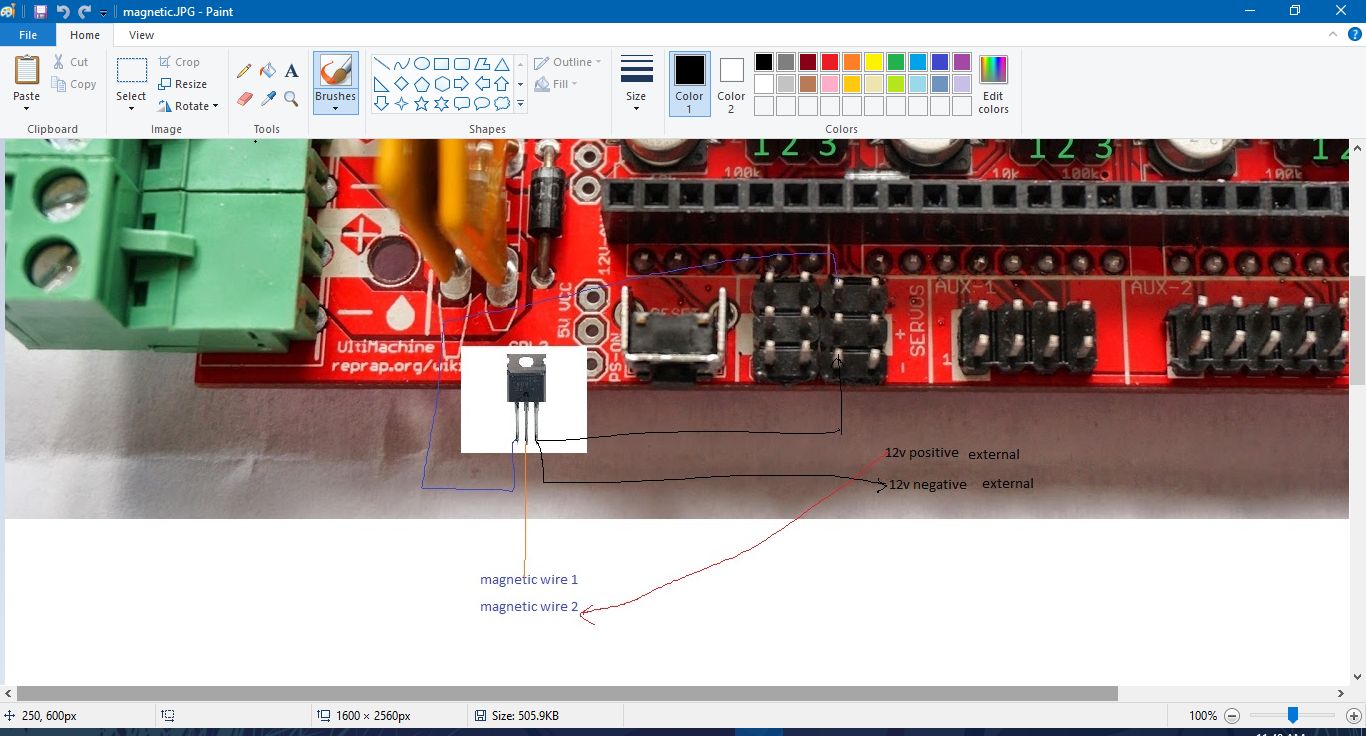 magnetic.JPG - Paint
File Home View
Paste
Cut
Copy
Clipboard
Select
Crop
Resize
Rotate
Image
Tools
Brushes
Shapes
Outline
Fill
Size
Color 1
Color 2
Colors
Edit colors
1 2 3
1 2 3
1 2
100k
10k
100k
10k
12V
5V VCC
PS-ON
RESET
+
SERVOS
-
AUX-1
AUX-2
1
UltiMachine
reprap.org/wiki
12v positive external
12v negative external
magnetic wire 1
magnetic wire 2
250, 600px
1600 × 2560px
Size: 505.9KB
100%